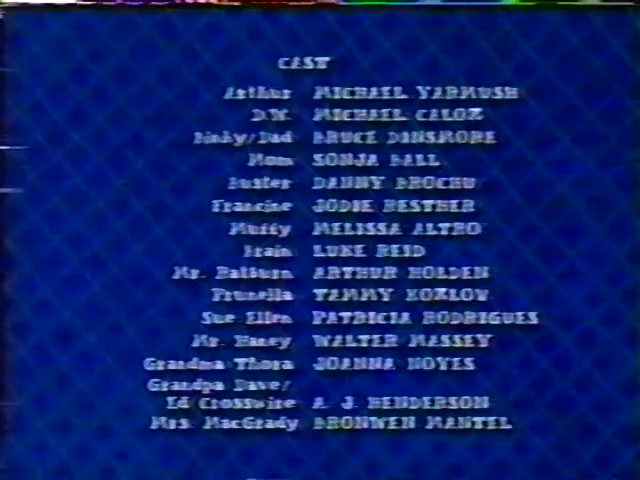 CAST
Arthur MICHAEL YARMUSH
D.W. MICHAEL CALOZ
Binky/Dad BRUCE DINSMORE
Mom SONJA BALL
Buster DANNY BROCHU
Francine JODIE RESTHER
Muffy MELISSA ALTRO
Brain LUKE REID
Mr. Ratburn ARTHUR HOLDEN
Prunella TAMMY KOZLOV
Sue Ellen PATRICIA RODRIGUES
Mr. Haney WALTER MASSEY
Grandma Thora JOANNA NOYES
Grandpa Dave/
Ed Crosswire A. J. HENDERSON
Mrs. MacGrady BRONWEN MANTEL